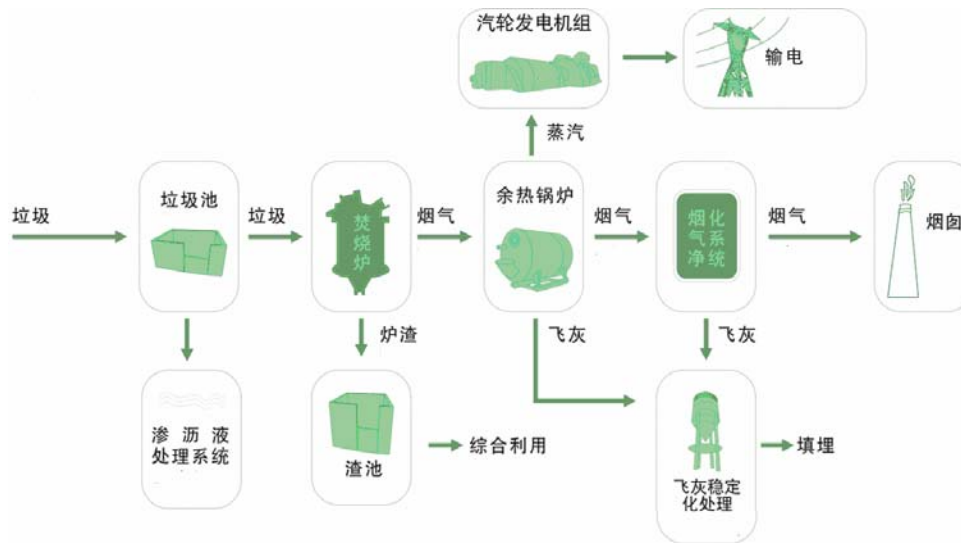 汽轮发电机组
输电
蒸汽
垃圾
垃圾池
垃圾
焚烧炉
烟气
余热锅炉
烟气
烟气净化系统
烟气
烟囱
炉渣
飞灰
飞灰
渗沥液
处理系统
渣池
综合利用
飞灰稳定
化处理
填埋